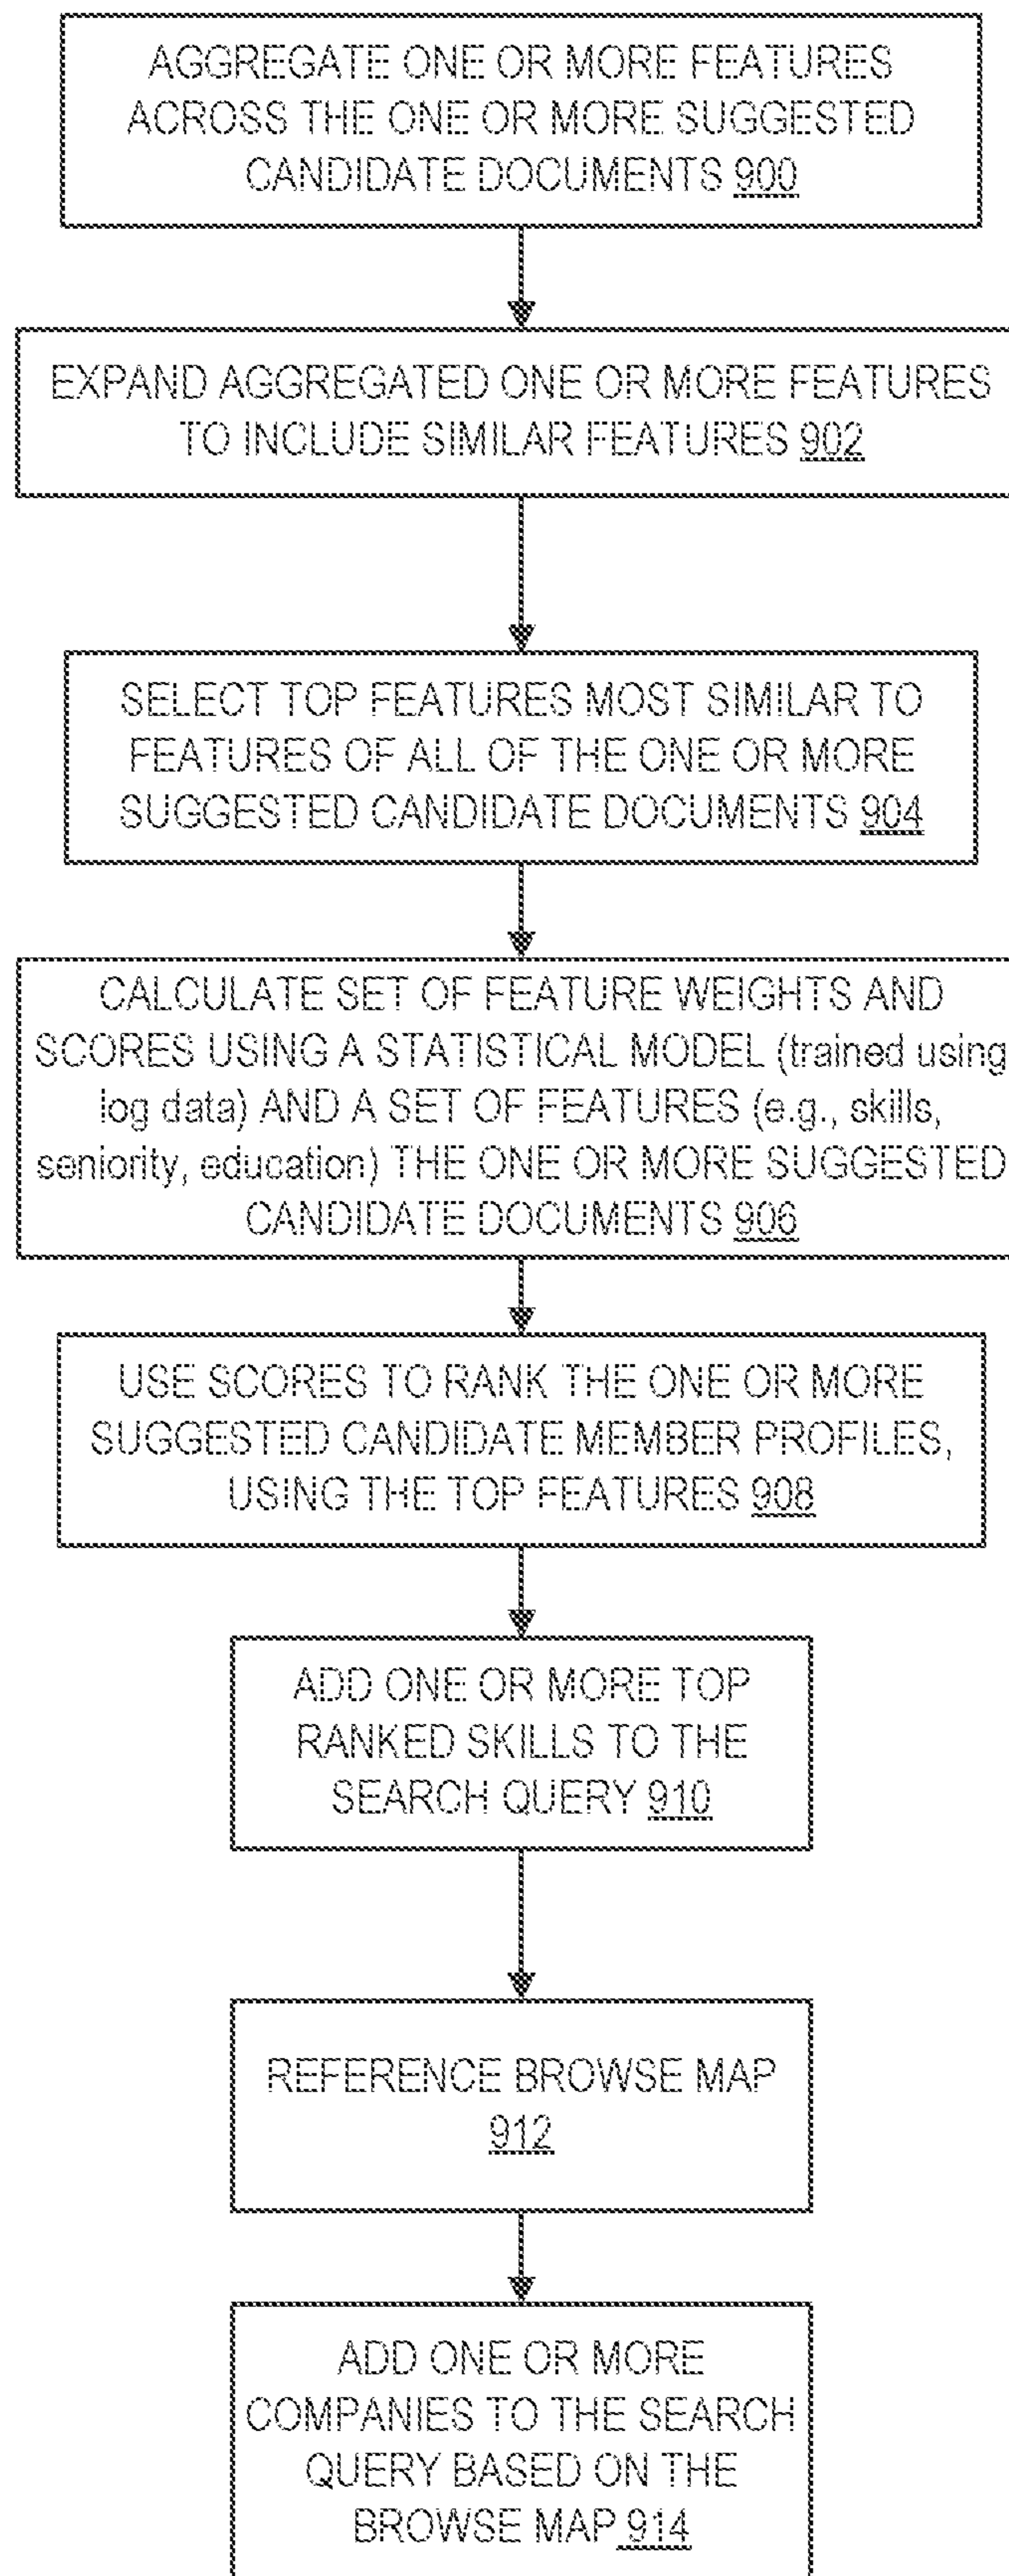 AGGREGATE ONE OR MORE FEATURES
ACROSS THE ONE OR MORE SUGGESTED
CANDIDATE DOCUMENTS 900
EXPAND AGGREGATED ONE OR MORE FEATURES
TO INCLUDE SIMILAR FEATURES 902
SELECT TOP FEATURES MOST SIMILAR TO
FEATURES OF ALL OF THE ONE OR MORE
SUGGESTED CANDIDATE DOCUMENTS 904
CALCULATE SET OF FEATURE WEIGHTS AND
SCORES USING A STATISTICAL MODEL (trained using
log data) AND A SET OF FEATURES (e.g., skills,
seniority, education) THE ONE OR MORE SUGGESTED
CANDIDATE DOCUMENTS 906
USE SCORES TO RANK THE ONE OR MORE
SUGGESTED CANDIDATE MEMBER PROFILES,
USING THE TOP FEATURES 908
ADD ONE OR MORE TOP
RANKED SKILLS TO THE
SEARCH QUERY 910
REFERENCE BROWSE MAP
912
ADD ONE OR MORE
COMPANIES TO THE SEARCH
QUERY BASED ON THE
BROWSE MAP 914